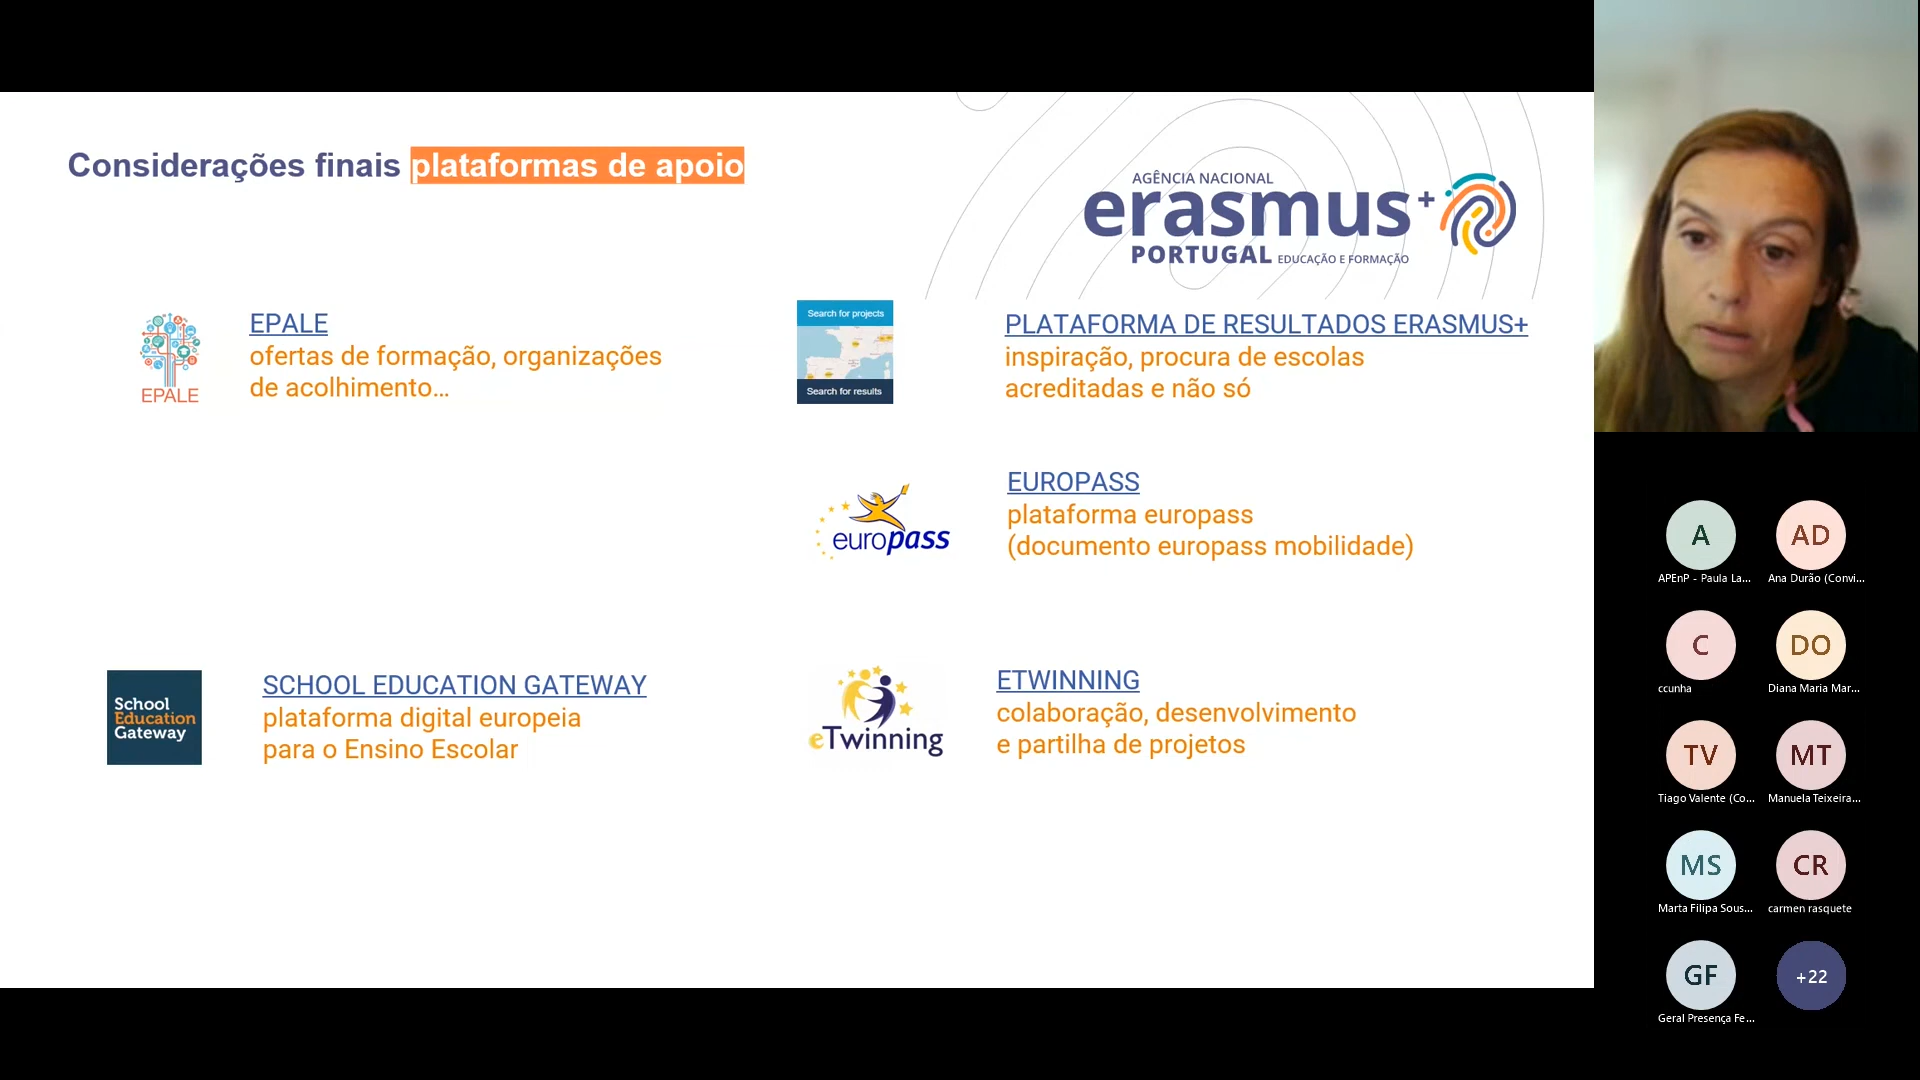 Considerações finais plataformas de apoio
AGÊNCIA NACIONAL
erasmus+
PORTUGAL EDUCAÇÃO E FORMAÇÃO
EPALE
EPALE
ofertas de formação, organizações
de acolhimento...
Search for projects
Search for results
PLATAFORMA DE RESULTADOS ERASMUS+
inspiração, procura de escolas
acreditadas e não só
europass
EUROPASS
plataforma europass
(documento europass mobilidade)
School
Education
Gateway
SCHOOL EDUCATION GATEWAY
plataforma digital europeia
para o Ensino Escolar
eTwinning
ETWINNING
colaboração, desenvolvimento
e partilha de projetos
A
APEnP - Paula La...
AD
Ana Durão (Convi...
C
ccunha
DO
Diana Maria Mar...
TV
Tiago Valente (Co...
MT
Manuela Teixeira...
MS
Marta Filipa Sous...
CR
carmen rasquete
GF
Geral Presença Fe...
+22